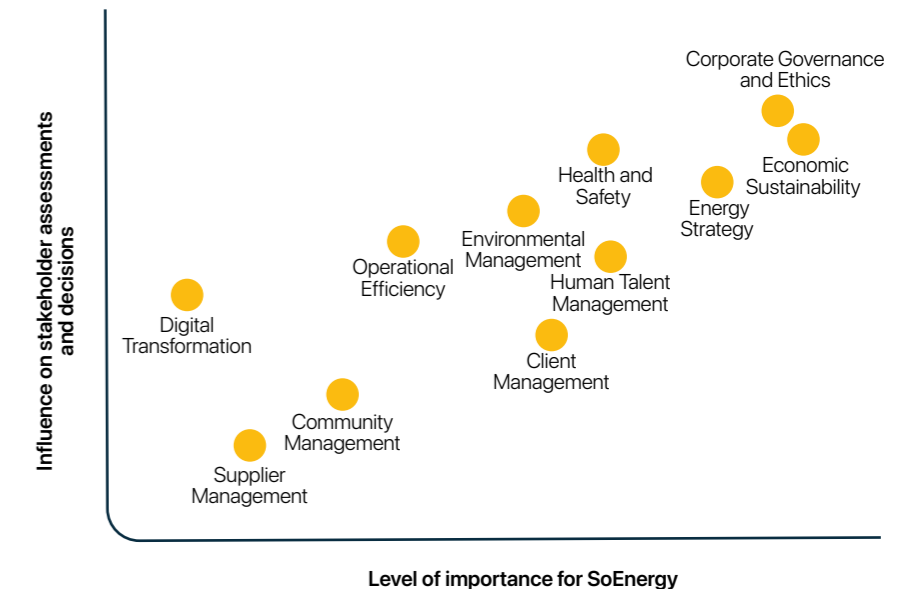 Influence on stakeholder assessments
and decisions
Corporate Governance
and Ethics
Economic
Sustainability
Health and
Safety
Energy
Strategy
Environmental
Management
Operational
Efficiency
Human Talent
Management
Digital
Transformation
Client
Management
Community
Management
Supplier
Management
Level of importance for SoEnergy